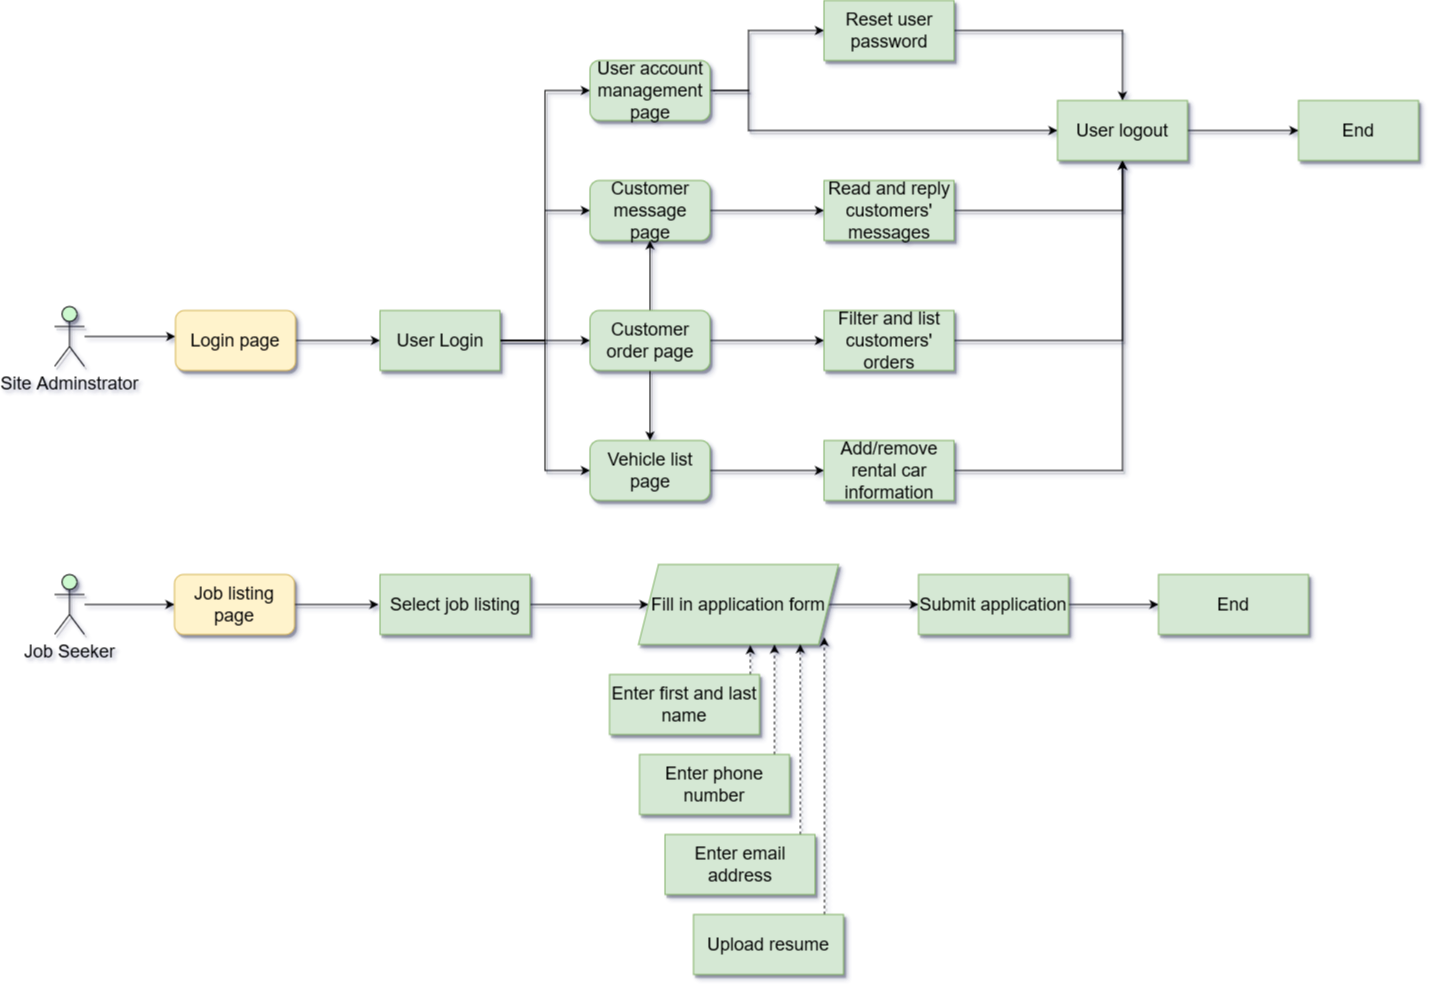 Reset user
password
User account
management
page
User logout
End
Customer
message
page
Read and reply
customers'
messages
Site Adminstrator
Login page
User Login
Customer
order page
Filter and list
customers'
orders
Vehicle list
page
Add/remove
rental car
information
Job Seeker
Job listing
page
Select job listing
Fill in application form
Submit application
End
Enter first and last
name
Enter phone
number
Enter email
address
Upload resume